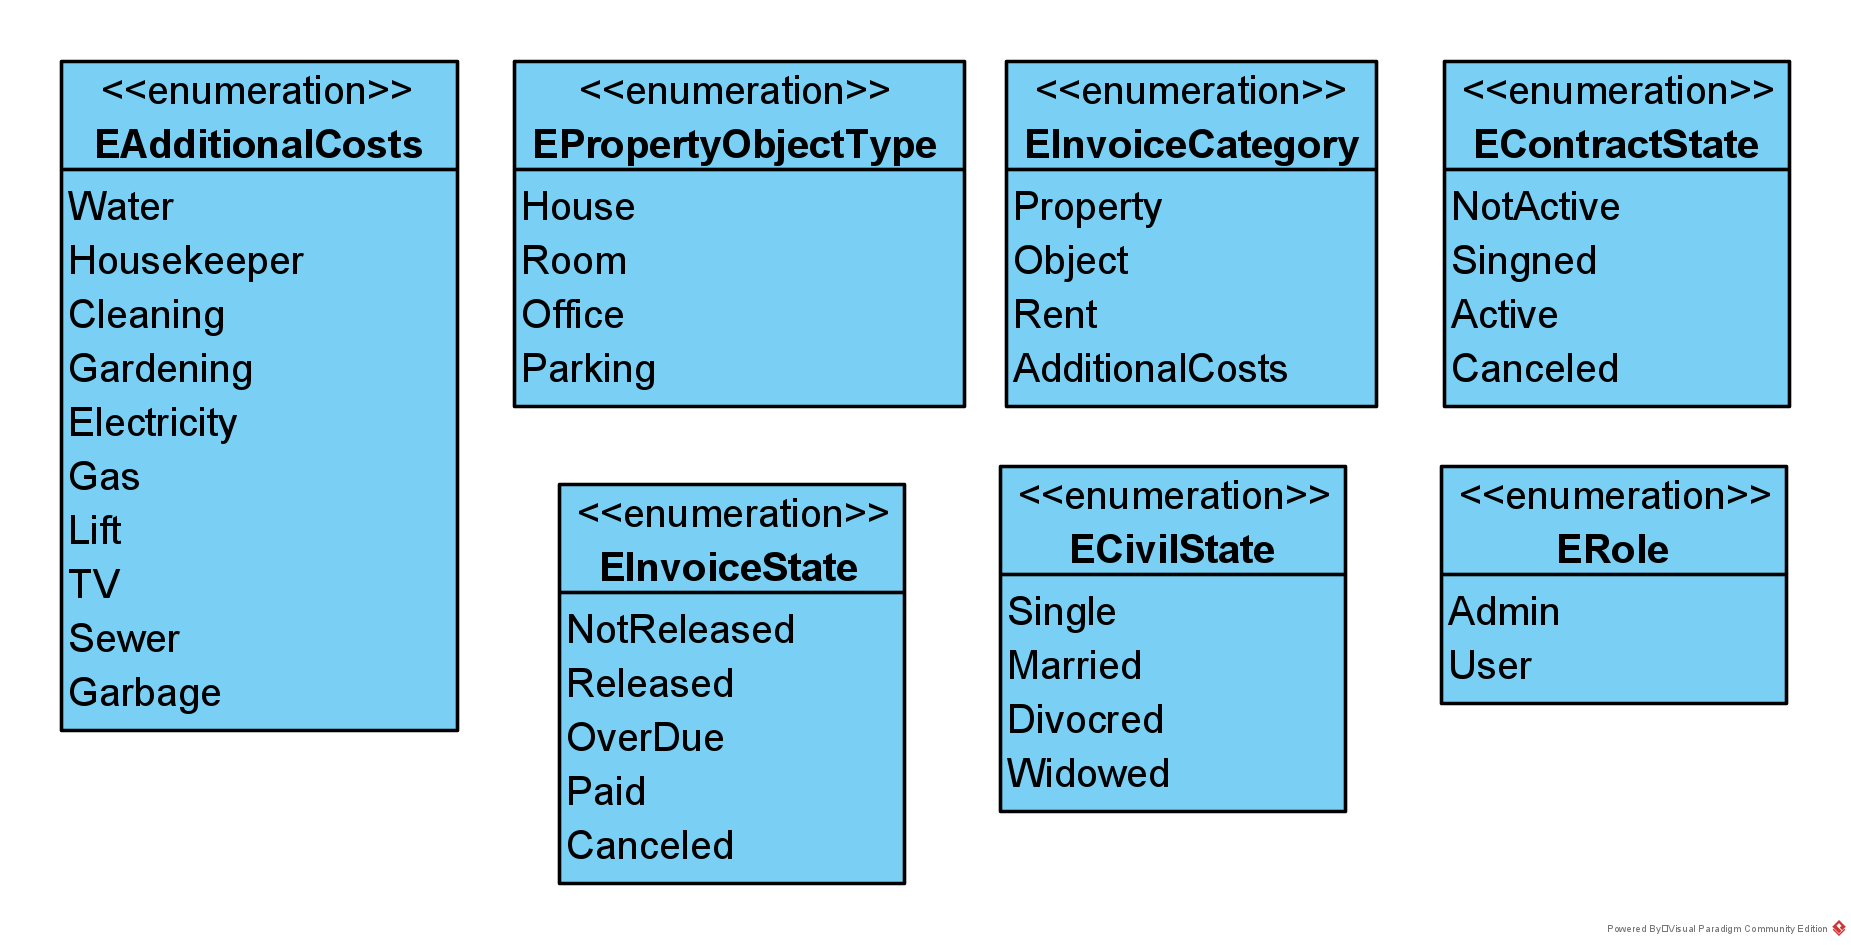 <<enumeration>>
EAdditionalCosts
Water
Housekeeper
Cleaning
Gardening
Electricity
Gas
Lift
TV
Sewer
Garbage
<<enumeration>>
EPropertyObjectType
House
Room
Office
Parking
<<enumeration>>
EInvoiceCategory
Property
Object
Rent
AdditionalCosts
<<enumeration>>
EContractState
NotActive
Singned
Active
Canceled
<<enumeration>>
EInvoiceState
NotReleased
Released
OverDue
Paid
Canceled
<<enumeration>>
ECivilState
Single
Married
Divocred
Widowed
<<enumeration>>
ERole
Admin
User
Powered By□Visual Paradigm Community Edition